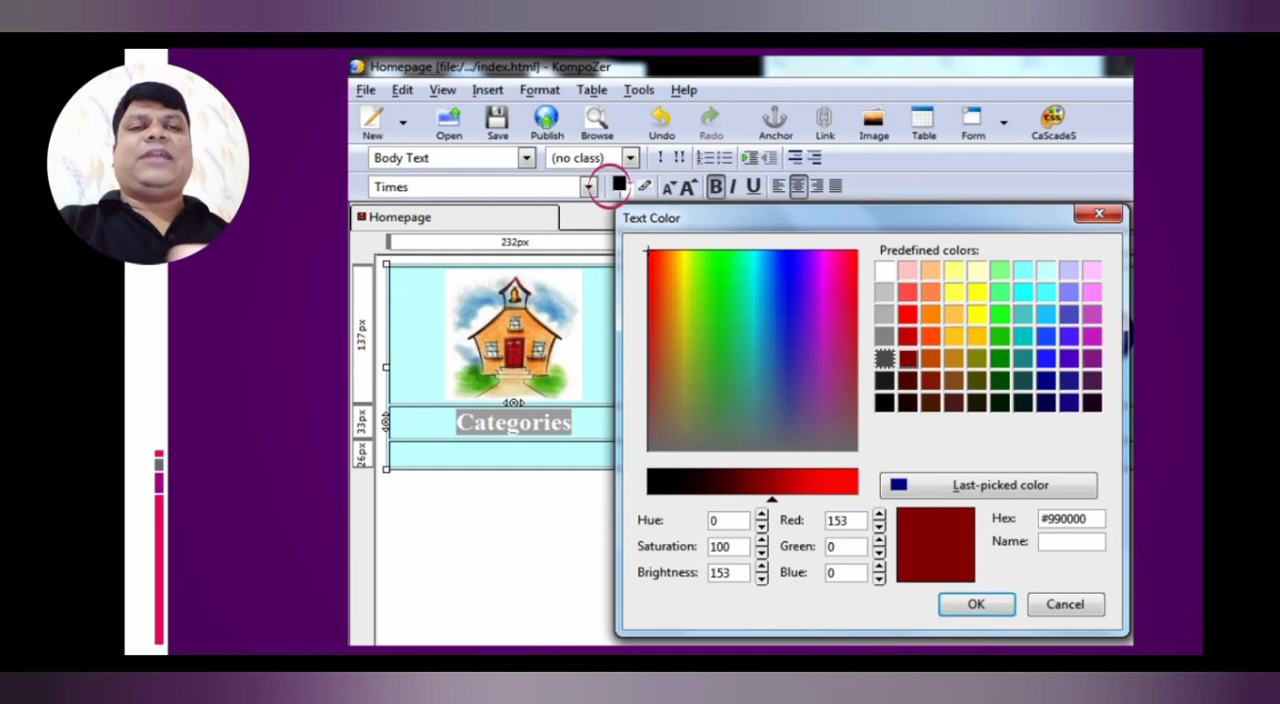 Homepage [file:/.../index.html] - KompoZer
File Edit View Insert Format Table Tools Help
New Open Save Publish Browse Undo Redo Anchor Link Image Table Form CaScadeS
Body Text (no class) ! !!
Times A A B I U
Homepage
232px
137px
33px
26px
Categories
Text Color
Predefined colors:
Last-picked color
Hue: 0 Red: 153 Hex: #990000
Saturation: 100 Green: 0 Name:
Brightness: 153 Blue: 0
OK Cancel